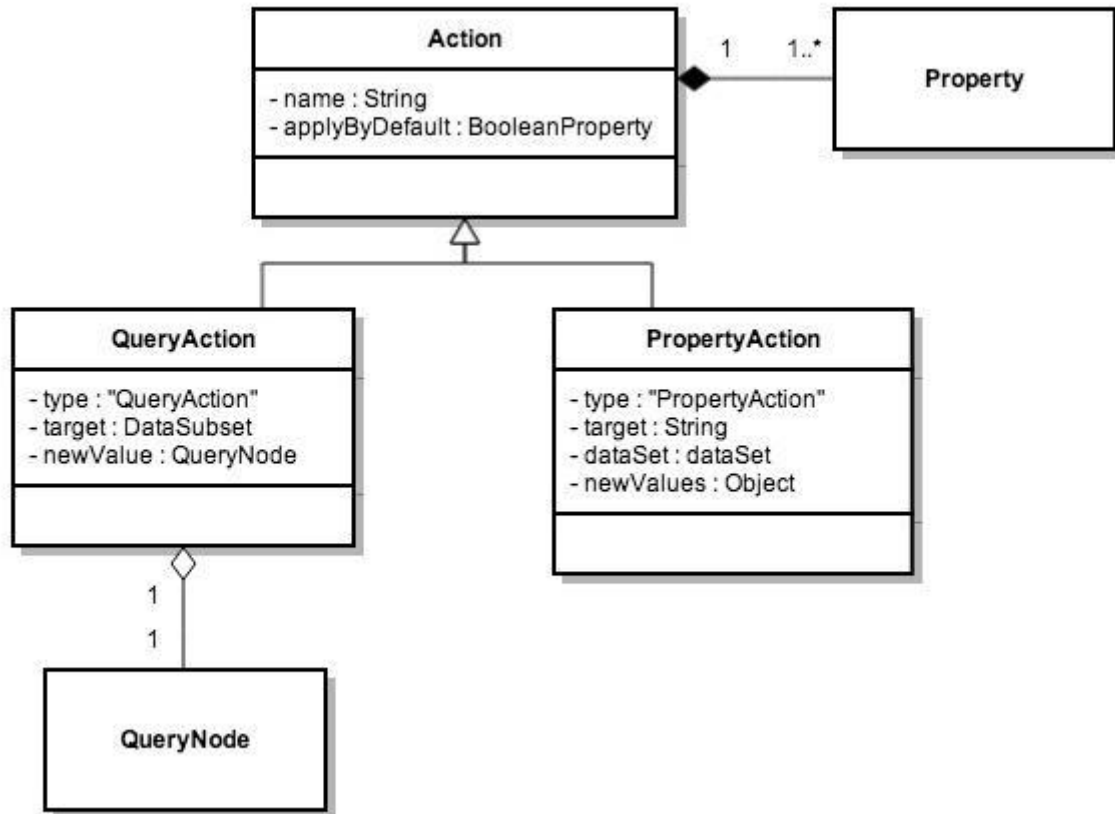 Action
1
1..*
Property
- name : String
- applyByDefault : BooleanProperty
QueryAction
- type : "QueryAction"
- target : DataSubset
- newValue : QueryNode
PropertyAction
- type : "PropertyAction"
- target : String
- dataSet : dataSet
- newValues : Object
1
1
QueryNode